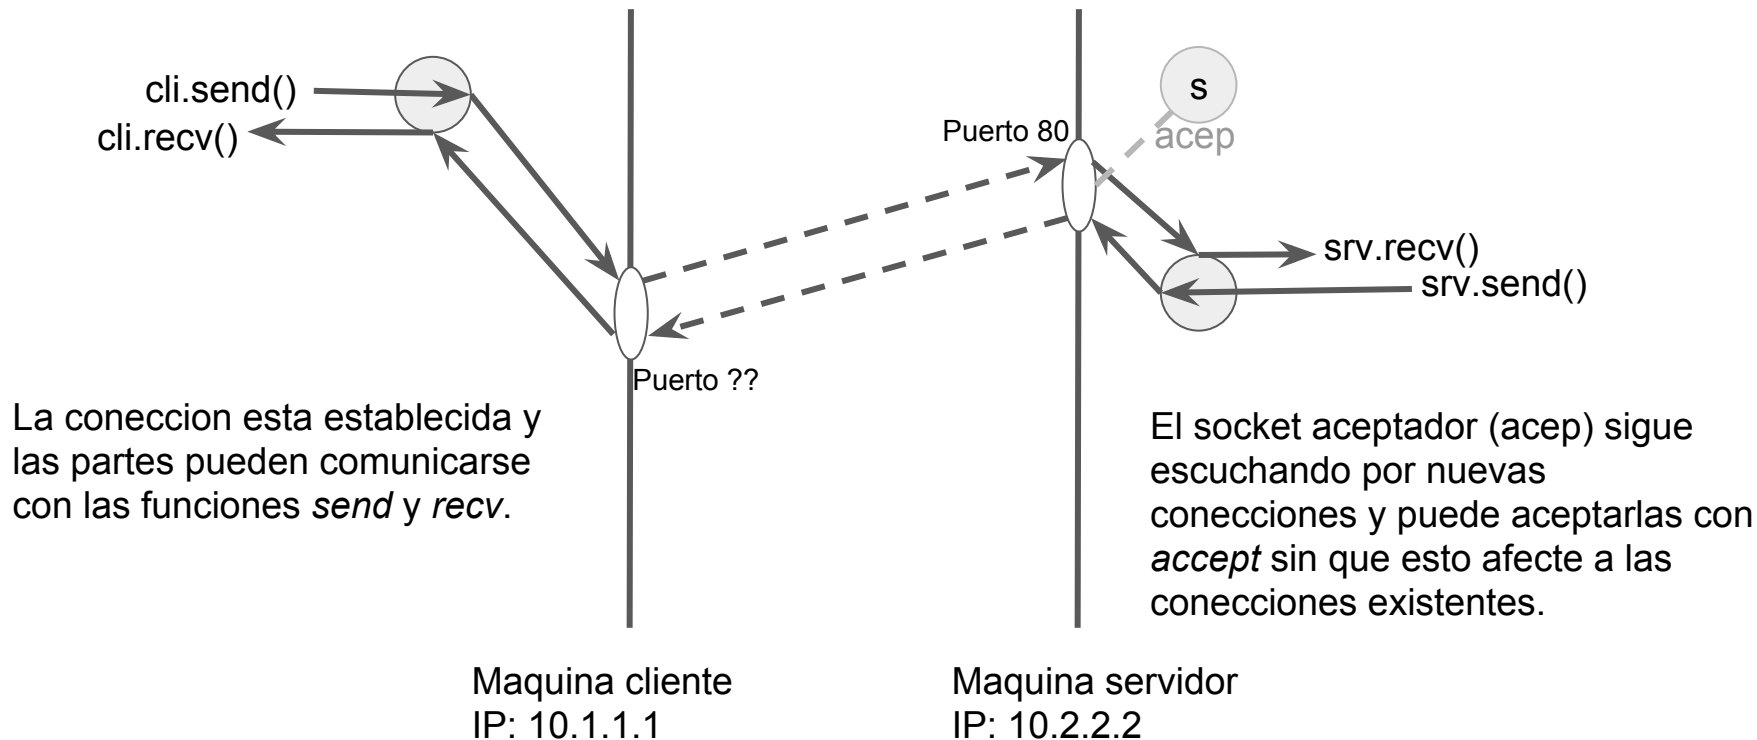 cli.send()
cli.recv()
Puerto 80
s
acep
srv.recv()
srv.send()
Puerto ??
La coneccion esta establecida y
las partes pueden comunicarse
con las funciones send y recv.
El socket aceptador (acep) sigue
escuchando por nuevas
conecciones y puede aceptarlas con
accept sin que esto afecte a las
conecciones existentes.
Maquina cliente
IP: 10.1.1.1
Maquina servidor
IP: 10.2.2.2